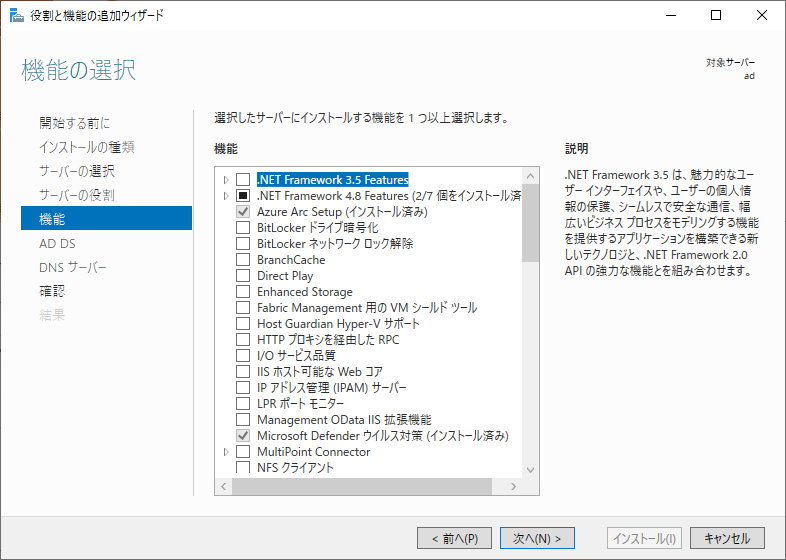 役割と機能の追加ウィザード
機能の選択
対象サーバー
ad
開始する前に
インストールの種類
サーバーの選択
サーバーの役割
機能
AD DS
DNS サーバー
確認
結果
選択したサーバーにインストールする機能を 1 つ以上選択します。
機能
.NET Framework 3.5 Features
.NET Framework 4.8 Features (2/7 個をインストール済
Azure Arc Setup (インストール済み)
BitLocker ドライブ暗号化
BitLocker ネットワーク ロック解除
BranchCache
Direct Play
Enhanced Storage
Fabric Management 用の VM シールド ツール
Host Guardian Hyper-V サポート
HTTP プロキシを経由した RPC
I/O サービス品質
IIS ホスト可能な Web コア
IP アドレス管理 (IPAM) サーバー
LPR ポート モニター
Management OData IIS 拡張機能
Microsoft Defender ウイルス対策 (インストール済み)
MultiPoint Connector
NFS クライアント
説明
.NET Framework 3.5 は、魅力的なユー
ザー インターフェイスや、ユーザーの個人情
報の保護、シームレスで安全な通信、幅
広いビジネス プロセスをモデリングする機能
を提供するアプリケーションを構築できる新
しいテクノロジと、.NET Framework 2.0
API の強力な機能とを組み合わせます。
< 前へ(P)
次へ(N) >
インストール(I)
キャンセル